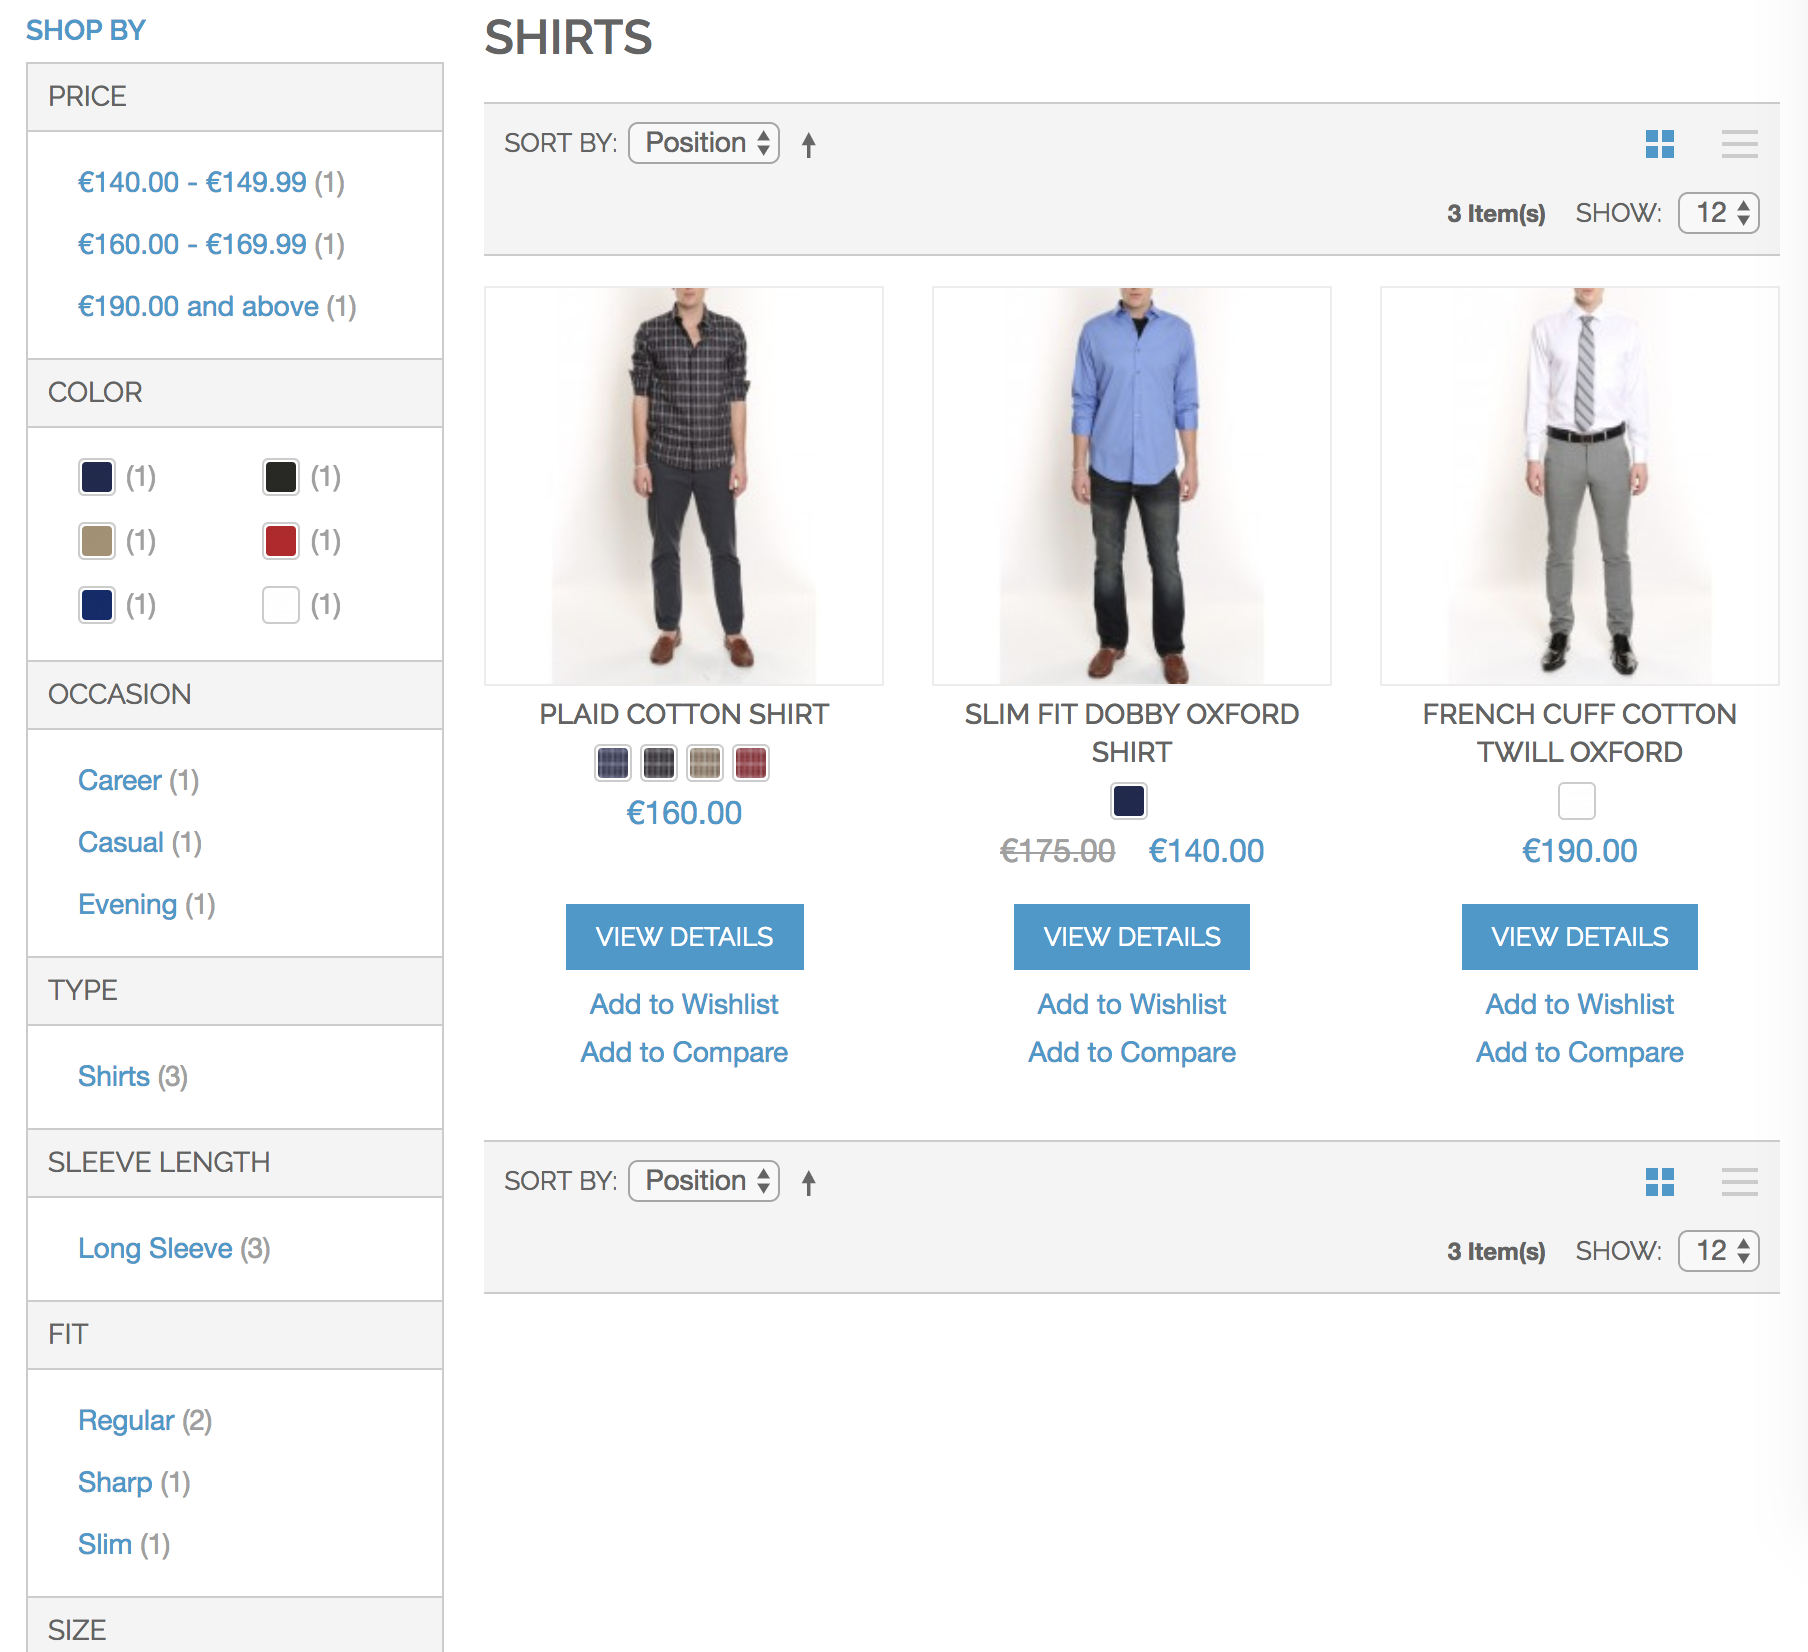 SHOP BY
PRICE
€140.00 - €149.99 (1)
€160.00 - €169.99 (1)
€190.00 and above (1)
COLOR
(1) (1)
(1) (1)
(1) (1)
OCCASION
Career (1)
Casual (1)
Evening (1)
TYPE
Shirts (3)
SLEEVE LENGTH
Long Sleeve (3)
FIT
Regular (2)
Sharp (1)
Slim (1)
SIZE
SHIRTS
SORT BY: Position
3 Item(s) SHOW: 12
PLAID COTTON SHIRT
€160.00
VIEW DETAILS
Add to Wishlist
Add to Compare
SLIM FIT DOBBY OXFORD
SHIRT
€175.00 €140.00
VIEW DETAILS
Add to Wishlist
Add to Compare
FRENCH CUFF COTTON
TWILL OXFORD
€190.00
VIEW DETAILS
Add to Wishlist
Add to Compare
SORT BY: Position
3 Item(s) SHOW: 12